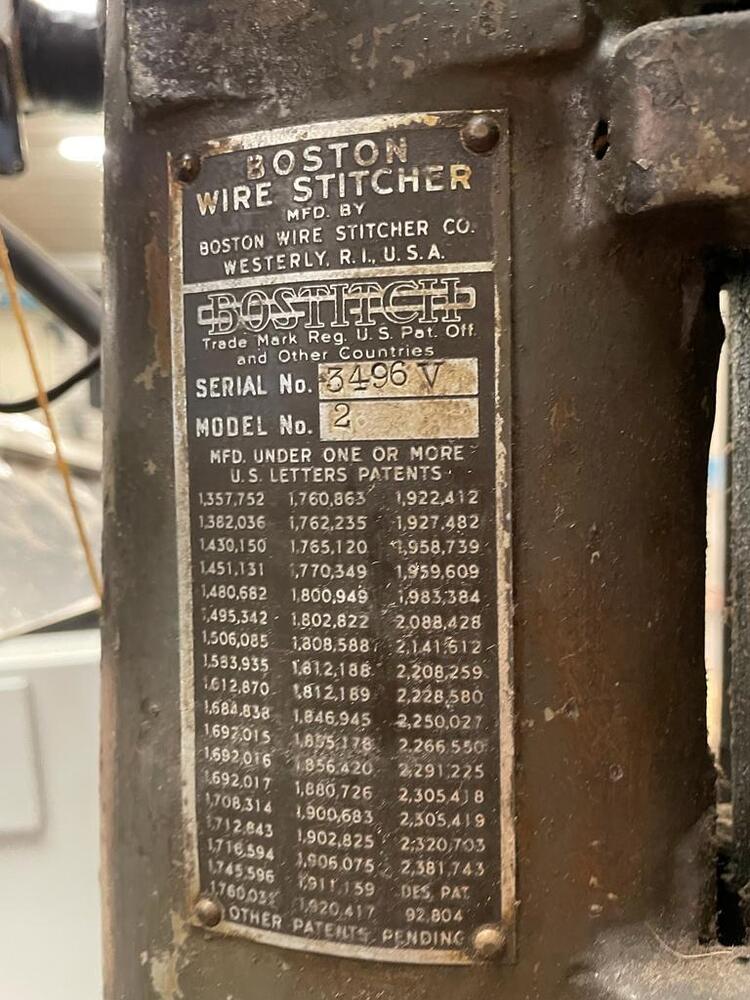 BOSTON
WIRE STITCHER
MFD. BY
BOSTON WIRE STITCHER CO.
WESTERLY, R.I., U.S.A.
BOSTITCH
Trade Mark Reg. U.S. Pat. Off.
and Other Countries
SERIAL No. 3496 V
MODEL No. 2
MFD. UNDER ONE OR MORE
U.S. LETTERS PATENTS
1,357,752 1,760,863 1,922,412
1,382,036 1,762,235 1,927,482
1,430,150 1,765,120 1,958,739
1,451,131 1,770,349 1,959,609
1,480,682 1,800,949 1,983,384
1,495,342 1,802,822 2,088,428
1,506,085 1,808,588 2,141,612
1,583,935 1,812,188 2,208,259
1,612,870 1,812,189 2,228,580
1,684,838 1,846,945 2,250,027
1,692,015 1,855,178 2,266,550
1,692,016 1,856,420 2,291,225
1,692,017 1,880,726 2,305,418
1,708,314 1,900,683 2,305,419
1,712,843 1,902,825 2,320,703
1,716,594 1,906,075 2,381,743
1,745,596 1,911,159 DES. PAT.
1,920,417 92,804
OTHER PATENTS PENDING